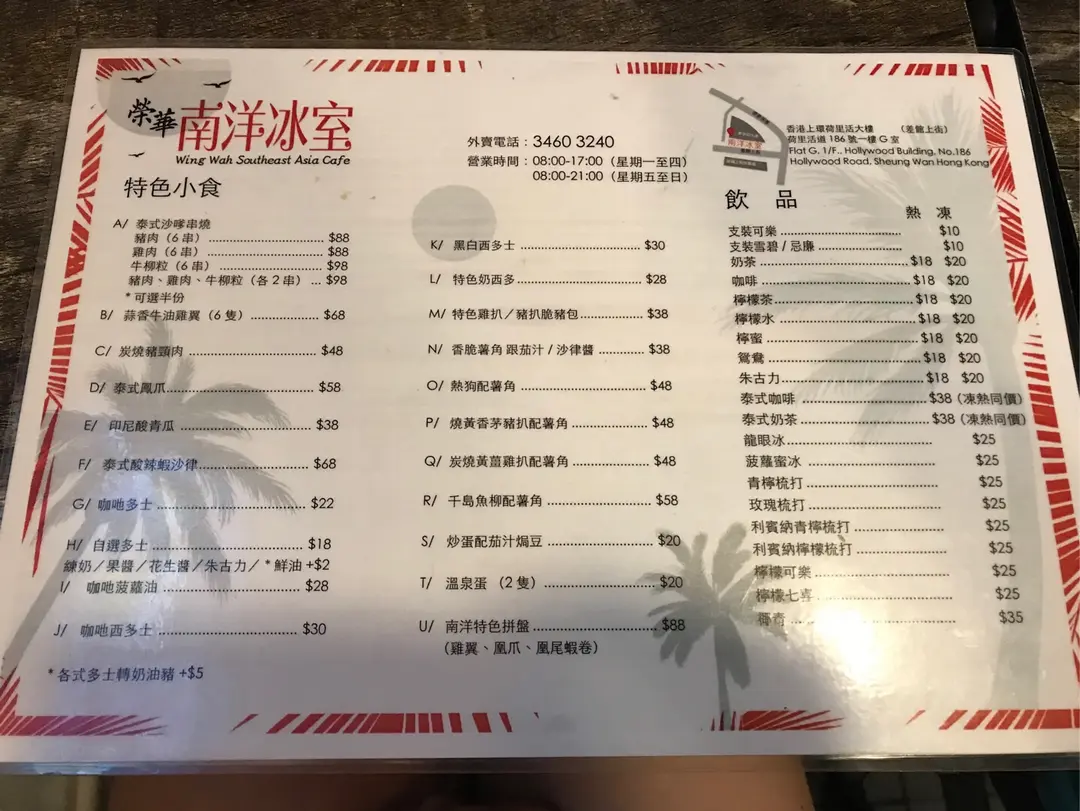 榮華 南洋冰室
Wing Wah Southeast Asia Cafe
外賣電話：3460 3240
營業時間：08:00-17:00（星期一至四）
08:00-21:00（星期五至日）
南洋冰室
香港上環荷里活大樓 （差館上街）
荷里活道 186 號一樓 G 室
Flat G, 1/F., Hollywood Building, No.186
Hollywood Road, Sheung Wan Hong Kong
特色小食
A/ 泰式沙嗲串燒
豬肉（6 串） $88
雞肉（6 串） $88
牛柳粒（6 串） $98
豬肉、雞肉、牛柳粒（各 2 串） $98
*可選半份
B/ 蒜香牛油雞翼（6 隻） $68
C/ 炭燒豬頸肉 $48
D/ 泰式鳳爪 $58
E/ 印尼酸青瓜 $38
F/ 泰式酸辣蝦沙律 $68
G/ 咖吔多士 $22
H/ 自選多士 $18
練奶／果醬／花生醬／朱古力／ *鮮油 +$2
I/ 咖吔菠蘿油 $28
J/ 咖吔西多士 $30
*各式多士轉奶油豬 +$5
K/ 黑白西多士 $30
L/ 特色奶西多 $28
M/ 特色雞扒／豬扒脆豬包 $38
N/ 香脆薯角 跟茄汁 / 沙律醬 $38
O/ 熱狗配薯角 $48
P/ 燒黃香茅豬扒配薯角 $48
Q/ 炭燒黃薑雞扒配薯角 $48
R/ 千島魚柳配薯角 $58
S/ 炒蛋配茄汁焗豆 $20
T/ 溫泉蛋 （2 隻） $20
U/ 南洋特色拼盤 $88
（雞翼、凰爪、凰尾蝦卷）
飲 品
熱 凍
支裝可樂 $10
支裝雪碧 / 忌廉 $10
奶茶 $18 $20
咖啡 $18 $20
檸檬茶 $18 $20
檸檬水 $18 $20
檸蜜 $18 $20
鴛鴦 $18 $20
朱古力 $18 $20
泰式咖啡 $38（凍熱同價）
泰式奶茶 $38（凍熱同價）
龍眼冰 $25
菠蘿蜜冰 $25
青檸梳打 $25
玫瑰梳打 $25
利賓納青檸梳打 $25
利賓納檸檬梳打 $25
檸檬可樂 $25
檸檬七喜 $25
椰青 $35